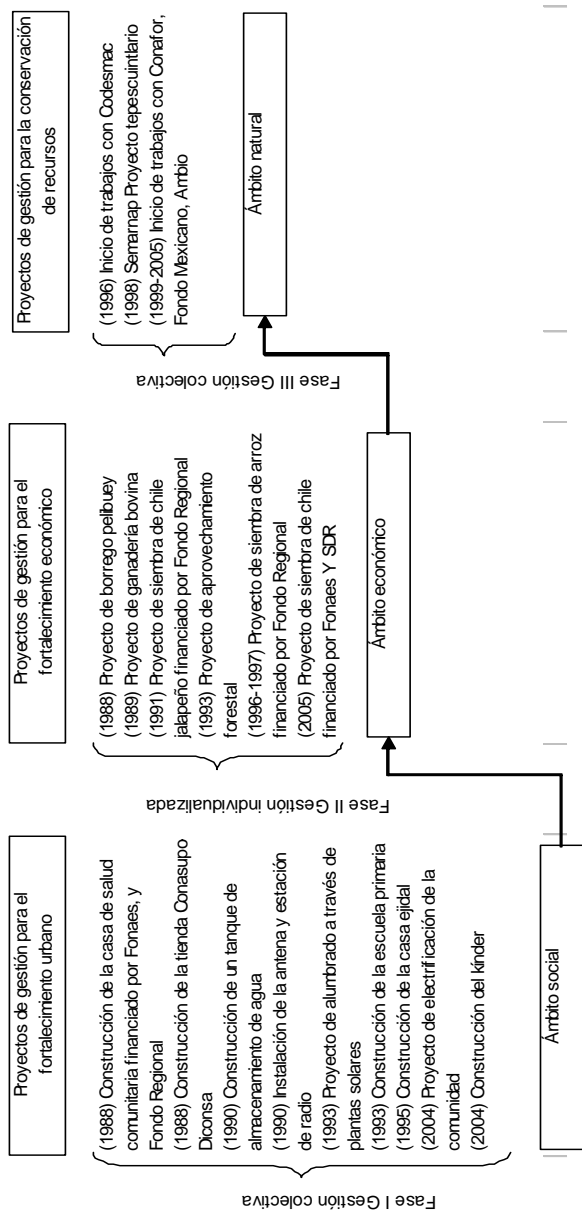 Proyectos de gestión para el
fortalecimiento urbano
Fase I Gestión colectiva
(1988) Construcción de la casa de salud
comunitaria financiado por Fonaes, y
Fondo Regional
(1988) Construcción de la tienda Conasupo
Diconsa
(1990) Construcción de un tanque de
almacenamiento de agua
(1990) Instalación de la antena y estación
de radio
(1993) Proyecto de alumbrado a través de
plantas solares
(1993) Construcción de la escuela primaria
(1995) Construcción de la casa ejidal
(2004) Proyecto de electrificación de la
comunidad
(2004) Construcción del kínder
Ámbito social
Proyectos de gestión para el
fortalecimiento económico
Fase II Gestión individualizada
(1988) Proyecto de borrego pelibuey
(1989) Proyecto de ganadería bovina
(1991) Proyecto de siembra de chile
jalapeño financiado por Fondo Regional
(1993) Proyecto de aprovechamiento
forestal
(1996-1997) Proyecto de siembra de arroz
financiado por Fondo Regional
(2005) Proyecto de siembra de chile
financiado por Fonaes Y SDR
Ámbito económico
Proyectos de gestión para la conservación
de recursos
Fase III Gestión colectiva
(1996) Inicio de trabajos con Codesmac
(1998) Semarnap Proyecto tepescuintlario
(1999-2005) Inicio de trabajos con Conafor,
Fondo Mexicano, Ambio
Ámbito natural